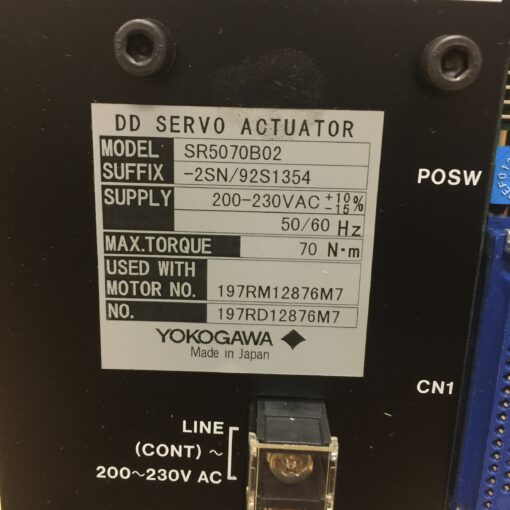 DD SERVO ACTUATOR
MODEL SR5070B02
SUFFIX -2SN/92S1354
SUPPLY 200-230VAC +10 -15 %
50/60 Hz
MAX.TORQUE 70 N·m
USED WITH
MOTOR NO. 197RM12876M7
NO. 197RD12876M7
YOKOGAWA
Made in Japan
POSW
CN1
LINE
(CONT) ~
200~230V AC